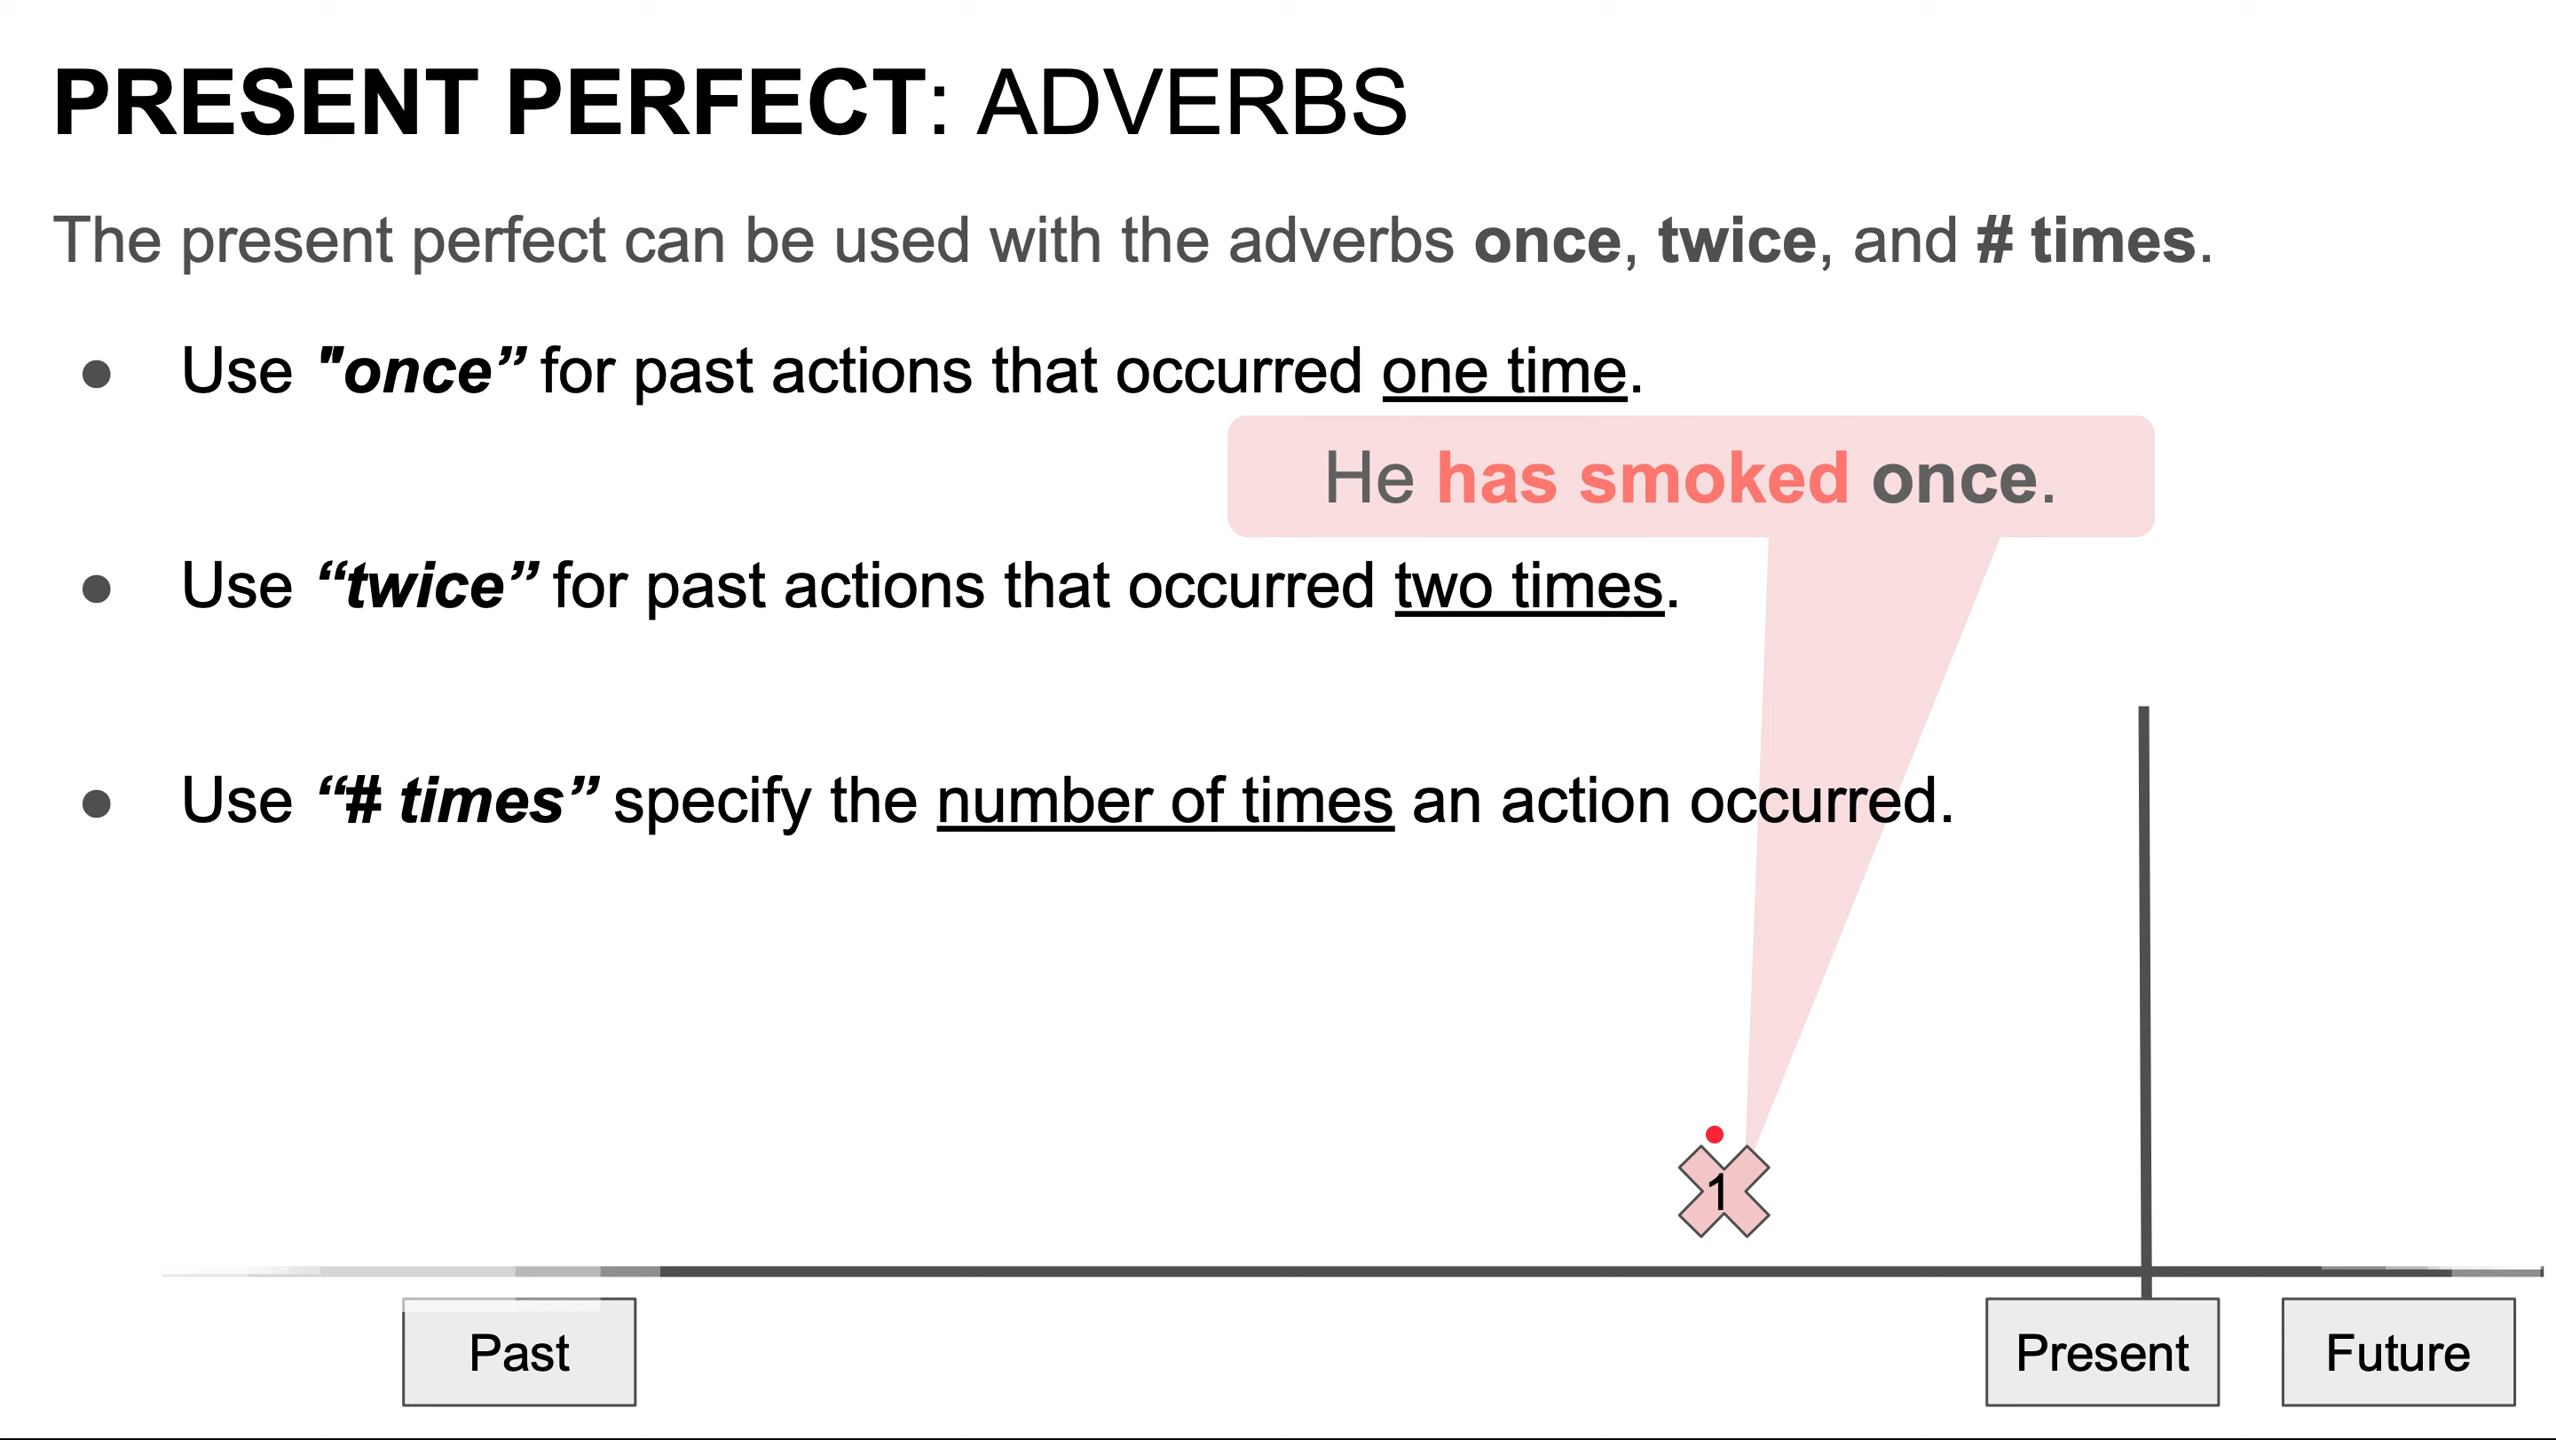 PRESENT PERFECT: ADVERBS
The present perfect can be used with the adverbs once, twice, and # times.
● Use "once” for past actions that occurred one time.
He has smoked once.
● Use “twice” for past actions that occurred two times.
● Use “# times” specify the number of times an action occurred.
1
Past
Present
Future